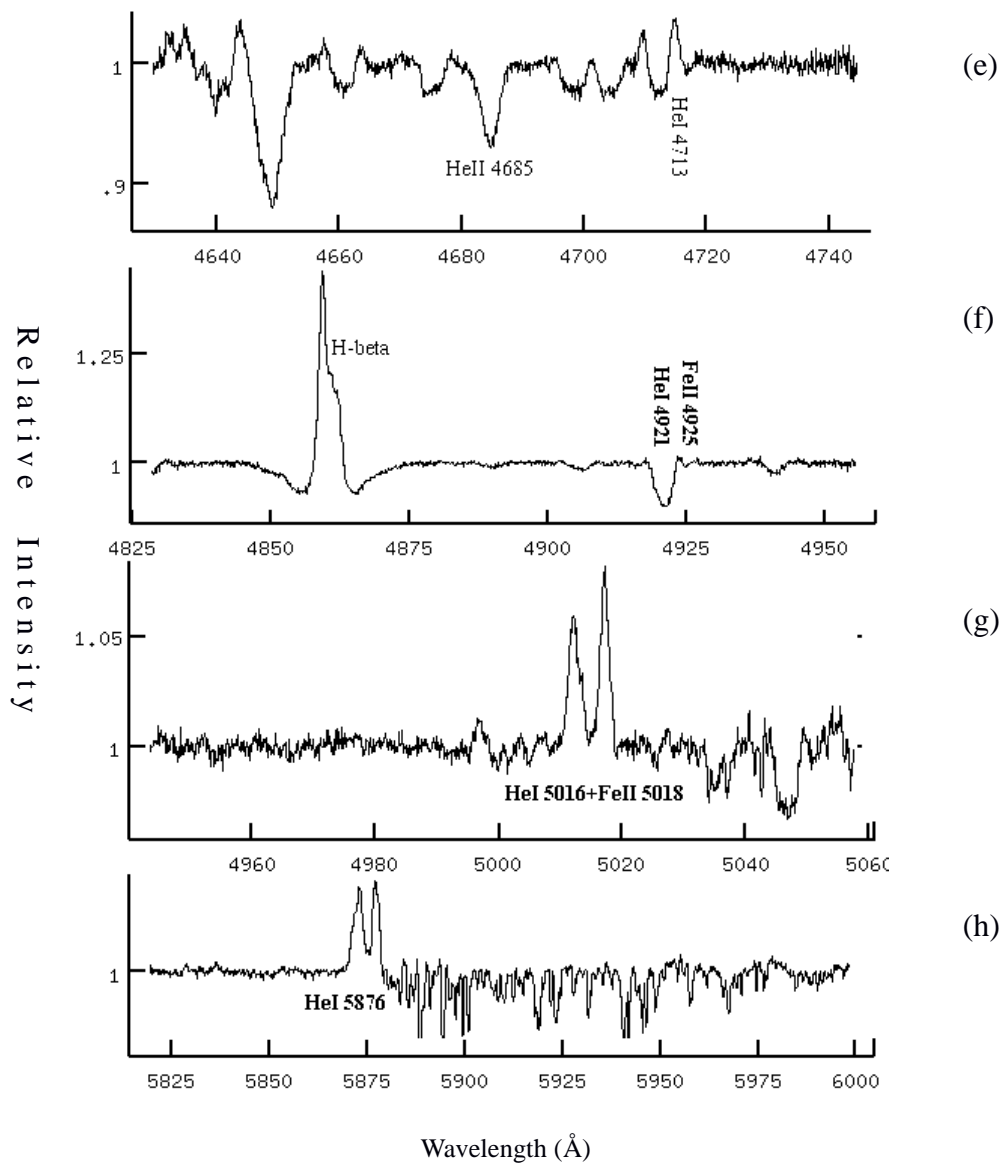 1
(e)
HeI 4713
HeII 4685
.9
4640 4660 4680 4700 4720 4740
(f)
H-beta
1.25
HeI 4921
FeII 4925
1
4825 4850 4875 4900 4925 4950
Relative Intensity
(g)
1.05
1
HeI 5016+FeII 5018
4960 4980 5000 5020 5040 5060
(h)
1
HeI 5876
5825 5850 5875 5900 5925 5950 5975 6000
Wavelength (Å)